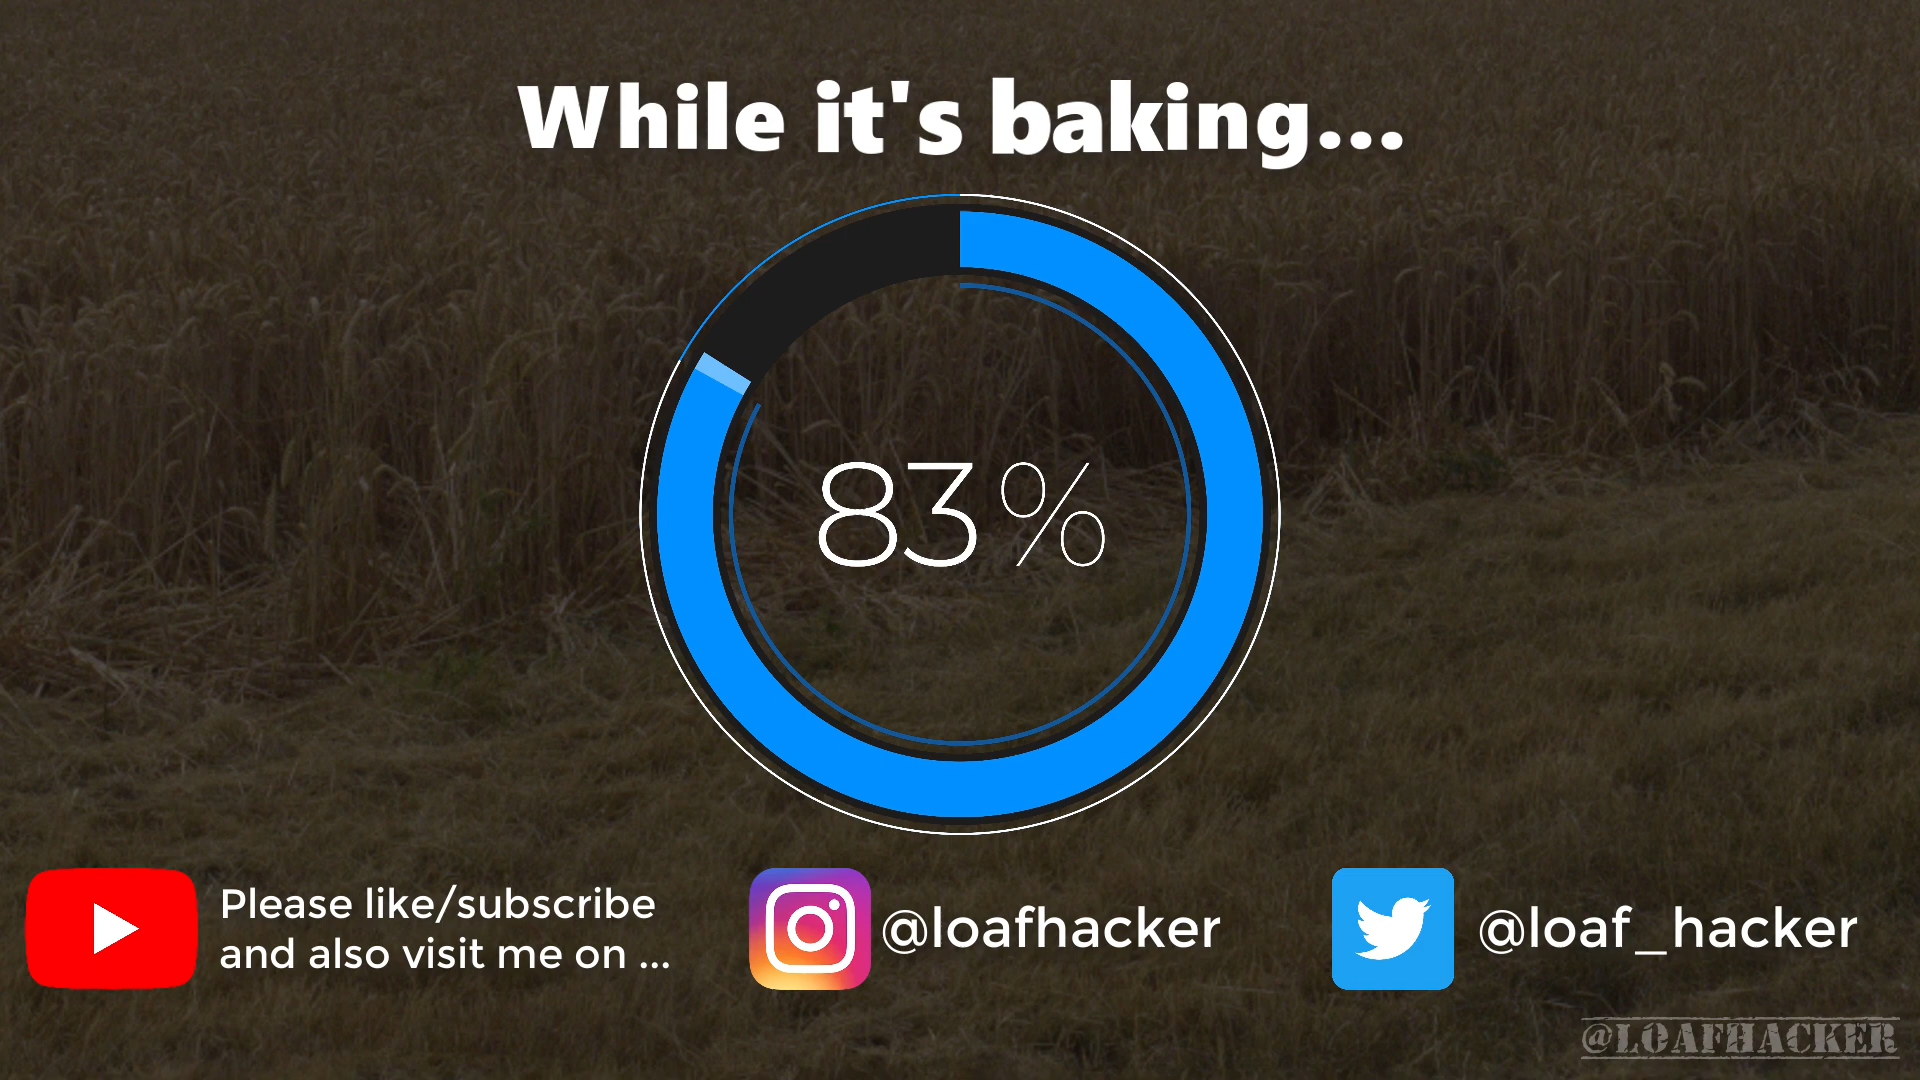 While it's baking...
83%
Please like/subscribe
and also visit me on ...
@loafhacker
@loaf_hacker
@LOAFHACKER